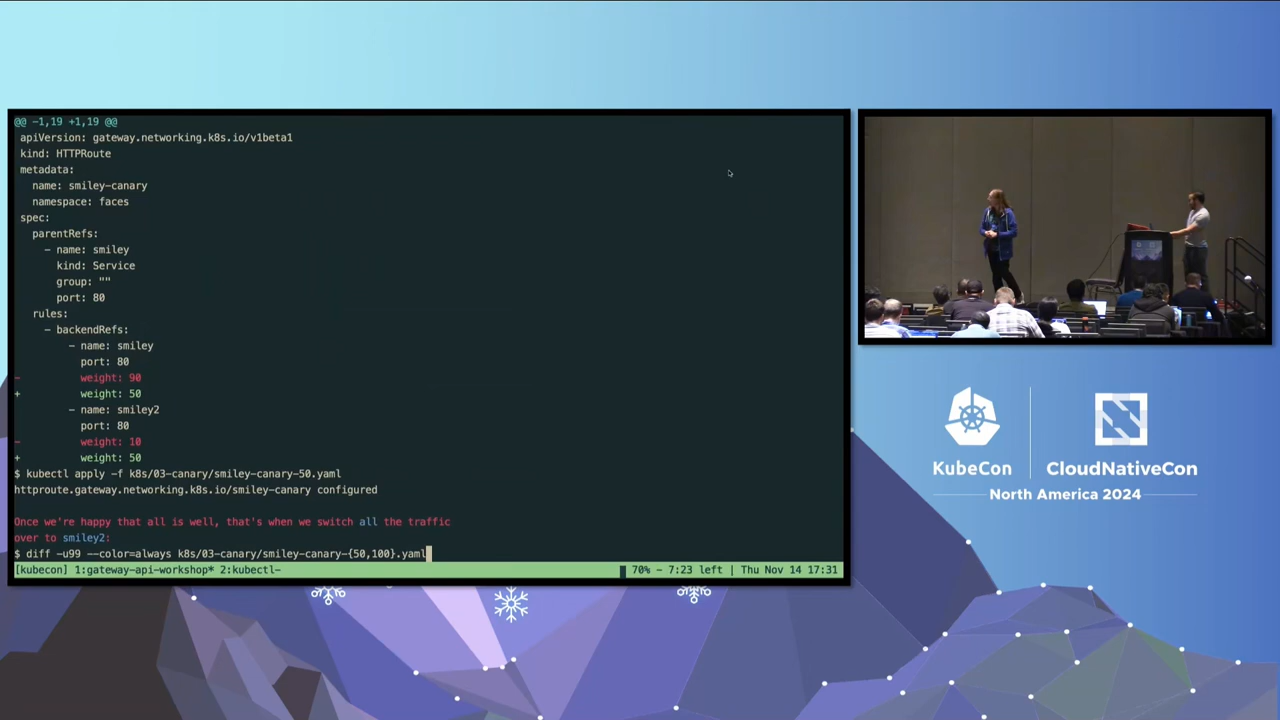 @@ -1,19 +1,19 @@
apiVersion: gateway.networking.k8s.io/v1beta1
kind: HTTPRoute
metadata:
name: smiley-canary
namespace: faces
spec:
parentRefs:
- name: smiley
kind: Service
group: ""
port: 80
rules:
- backendRefs:
- name: smiley
port: 80
- weight: 90
+ weight: 50
- name: smiley2
port: 80
- weight: 10
+ weight: 50
$ kubectl apply -f k8s/03-canary/smiley-canary-50.yaml
httproute.gateway.networking.k8s.io/smiley-canary configured
Once we're happy that all is well, that's when we switch all the traffic
over to smiley2:
$ diff -u99 --color=always k8s/03-canary/smiley-canary-{50,100}.yaml
[kubecon] 1:gateway-api-workshop* 2:kubectl- 70% - 7:23 left | Thu Nov 14 17:31
KubeCon CloudNativeCon
North America 2024